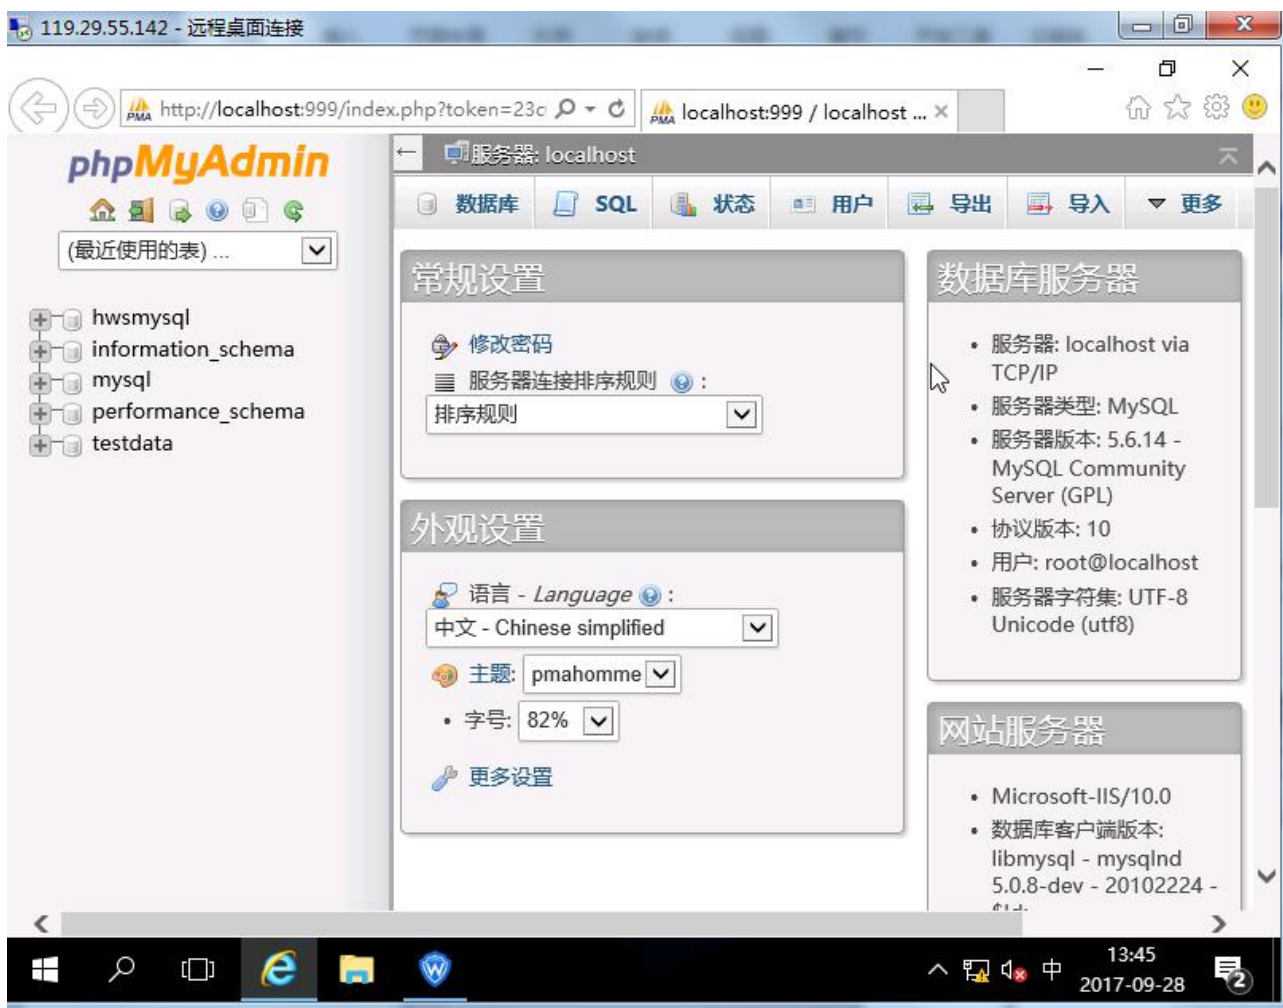 119.29.55.142 - 远程桌面连接
http://localhost:999/index.php?token=23c
localhost:999 / localhost ...
phpMyAdmin
(最近使用的表) ...
hwsmysql
information_schema
mysql
performance_schema
testdata
服务器: localhost
数据库 SQL 状态 用户 导出 导入 更多
常规设置
修改密码
服务器连接排序规则 :
排序规则
外观设置
语言 - Language :
中文 - Chinese simplified
主题: pmahomme
• 字号: 82%
更多设置
数据库服务器
• 服务器: localhost via
TCP/IP
• 服务器类型: MySQL
• 服务器版本: 5.6.14 -
MySQL Community
Server (GPL)
• 协议版本: 10
• 用户: root@localhost
• 服务器字符集: UTF-8
Unicode (utf8)
网站服务器
• Microsoft-IIS/10.0
• 数据库客户端版本:
libmysql - mysqlnd
5.0.8-dev - 20102224 -
中
13:45
2017-09-28
2